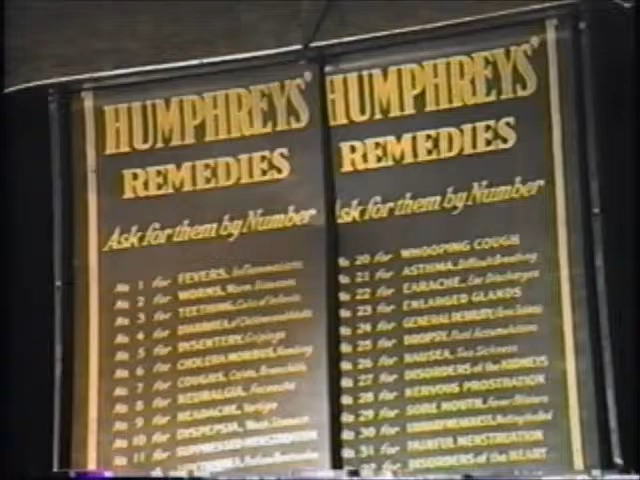 HUMPHREYS'
REMEDIES
Ask for them by Number
No 1 for FEVERS, Inflammations
No 2 for WORMS, Worm Diseases
No 3 for TEETHING, Colic of Infants
No 4 for DIARRHEA, of Children & Adults
No 5 for DYSENTERY, Gripings
No 6 for CHOLERA MORBUS, Vomiting
No 7 for COUGHS, Colds, Bronchitis
No 8 for NEURALGIA, Faceache
No 9 for HEADACHE, Vertigo
No 10 for DYSPEPSIA, Weak Stomach
No 11 for SUPPRESSED MENSTRUATION
HUMPHREYS'
REMEDIES
Ask for them by Number
No 20 for WHOOPING COUGH
No 21 for ASTHMA, Difficult Breathing
No 22 for EARACHE, Ear Discharges
No 23 for ENLARGED GLANDS
No 24 for GENERAL DEBILITY,
No 25 for DROPSY, Fluid Accumulations
No 26 for NAUSEA, Sea Sickness
No 27 for DISORDERS of the KIDNEYS
No 28 for NERVOUS PROSTRATION
No 29 for SORE MOUTH,
No 30 for
No 31 for PAINFUL MENSTRUATION
32 for DISORDERS of the HEART